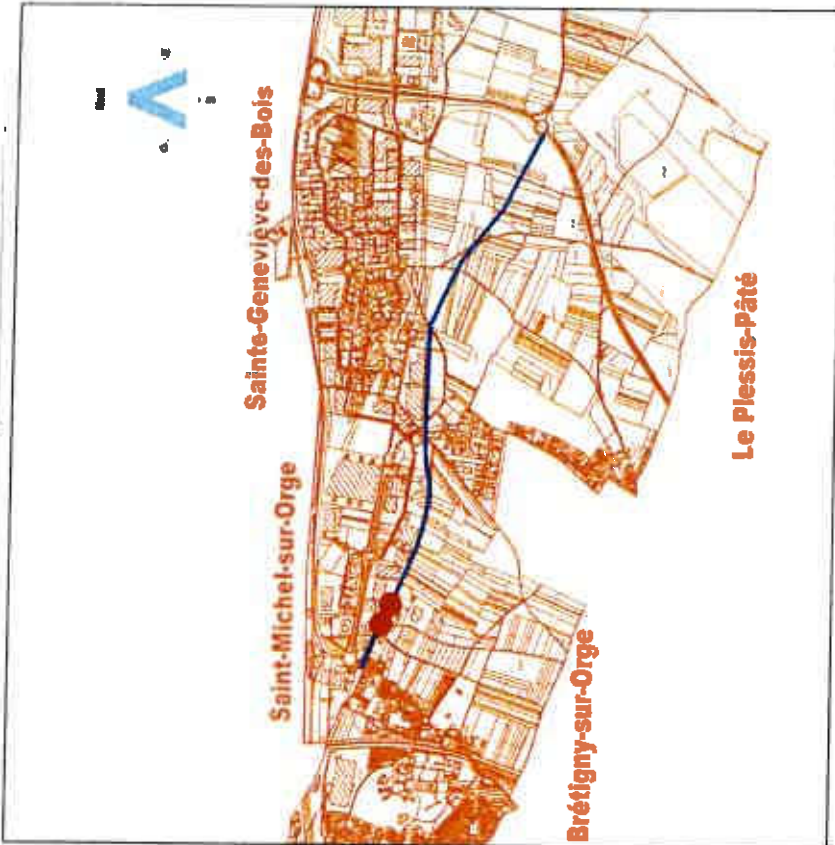 Sainte-Geneviève-des-Bois
Saint-Michel-sur-Orge
Le Plessis-Pâté
Brétigny-sur-Orge